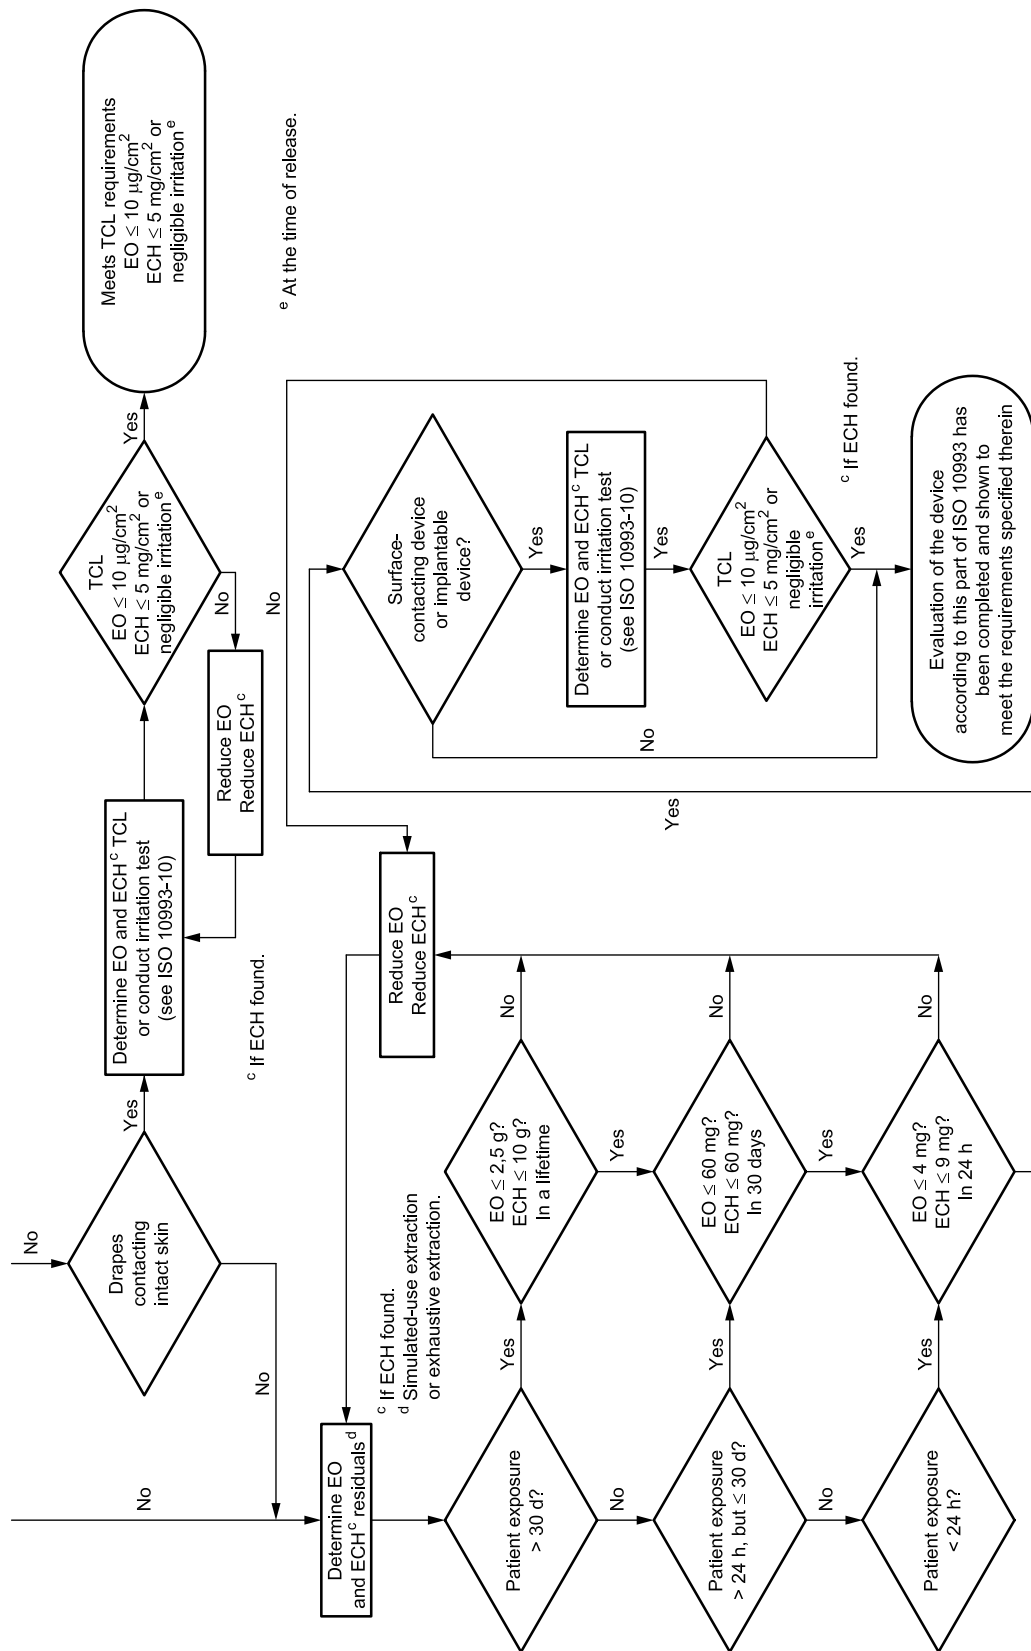 No
Drapes
contacting
intact skin
Yes
Determine EO and ECHᶜ TCL
or conduct irritation test
(see ISO 10993-10)
TCL
EO ≤ 10 μg/cm²
ECH ≤ 5 mg/cm² or
negligible irritationᵉ
Yes
Meets TCL requirements
EO ≤ 10 μg/cm²
ECH ≤ 5 mg/cm² or
negligible irritationᵉ
No
Reduce EO
Reduce ECHᶜ
ᶜ If ECH found.
ᵉ At the time of release.
No
No
Determine EO
and ECHᶜ residualsᵈ
ᶜ If ECH found.
ᵈ Simulated-use extraction
or exhaustive extraction.
Reduce EO
Reduce ECHᶜ
No
Patient exposure
> 30 d?
Yes
EO ≤ 2,5 g?
ECH ≤ 10 g?
In a lifetime
No
No
Yes
Patient exposure
> 24 h, but ≤ 30 d?
Yes
EO ≤ 60 mg?
ECH ≤ 60 mg?
In 30 days
No
No
Yes
Patient exposure
< 24 h?
Yes
EO ≤ 4 mg?
ECH ≤ 9 mg?
In 24 h
No
Yes
Surface-
contacting device
or implantable
device?
Yes
No
Determine EO and ECHᶜ TCL
or conduct irritation test
(see ISO 10993-10)
Yes
TCL
EO ≤ 10 μg/cm²
ECH ≤ 5 mg/cm² or
negligible
irritationᵉ
Yes
ᶜ If ECH found.
Evaluation of the device
according to this part of ISO 10993 has
been completed and shown to
meet the requirements specified therein